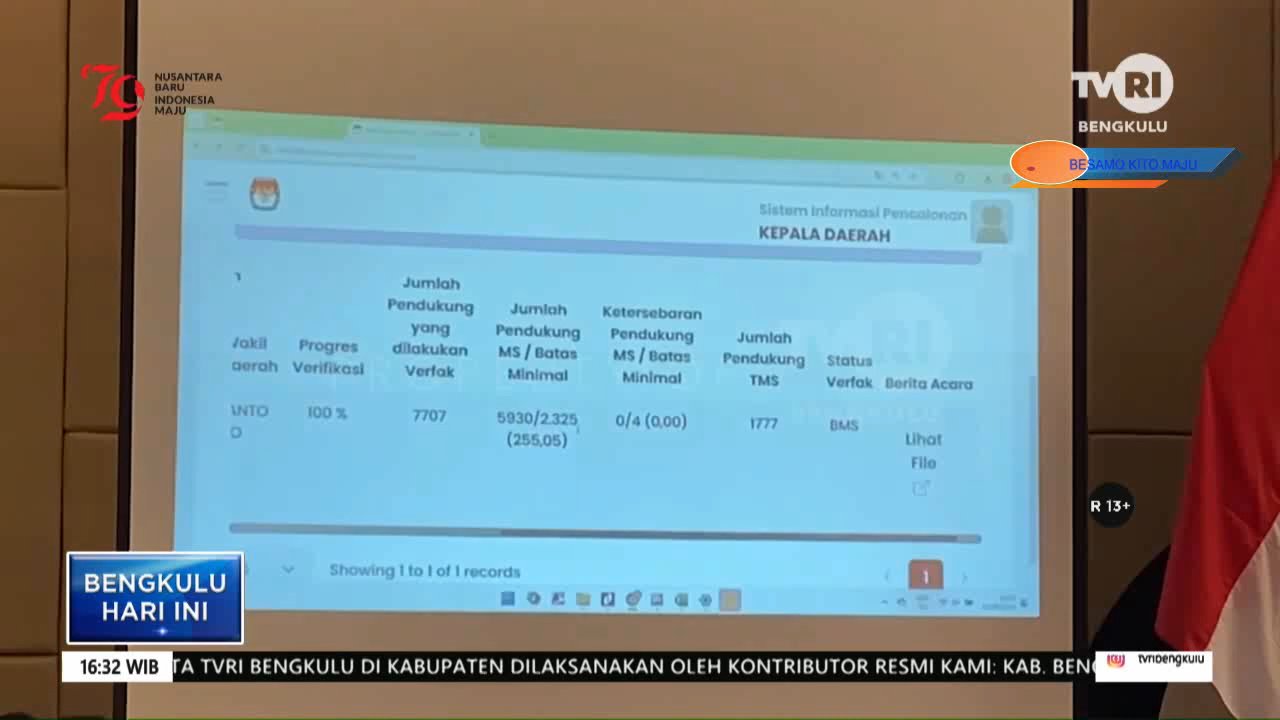 79
NUSANTARA
BARU
INDONESIA
MAJU
TVRI
BENGKULU
BESAMO KITO MAJU
Sistem Informasi Pencalonan
KEPALA DAERAH
Jumlah
Pendukung
yang
dilakukan
Verfak
Jumlah
Pendukung
MS / Batas
Minimal
Ketersebaran
Pendukung
MS / Batas
Minimal
Jumlah
Pendukung
TMS
Progres
Verifikasi
Status
Verfak
Berita Acara
/akil
aerah
ANTO
O
100 %
7707
5930/2.325
(255,05)
0/4 (0,00)
1777
BMS
Lihat
File
Showing 1 to 1 of 1 records
1
R 13+
BENGKULU
HARI INI
16:32 WIB
TA TVRI BENGKULU DI KABUPATEN DILAKSANAKAN OLEH KONTRIBUTOR RESMI KAMI: KAB. BENG
tvribengkulu